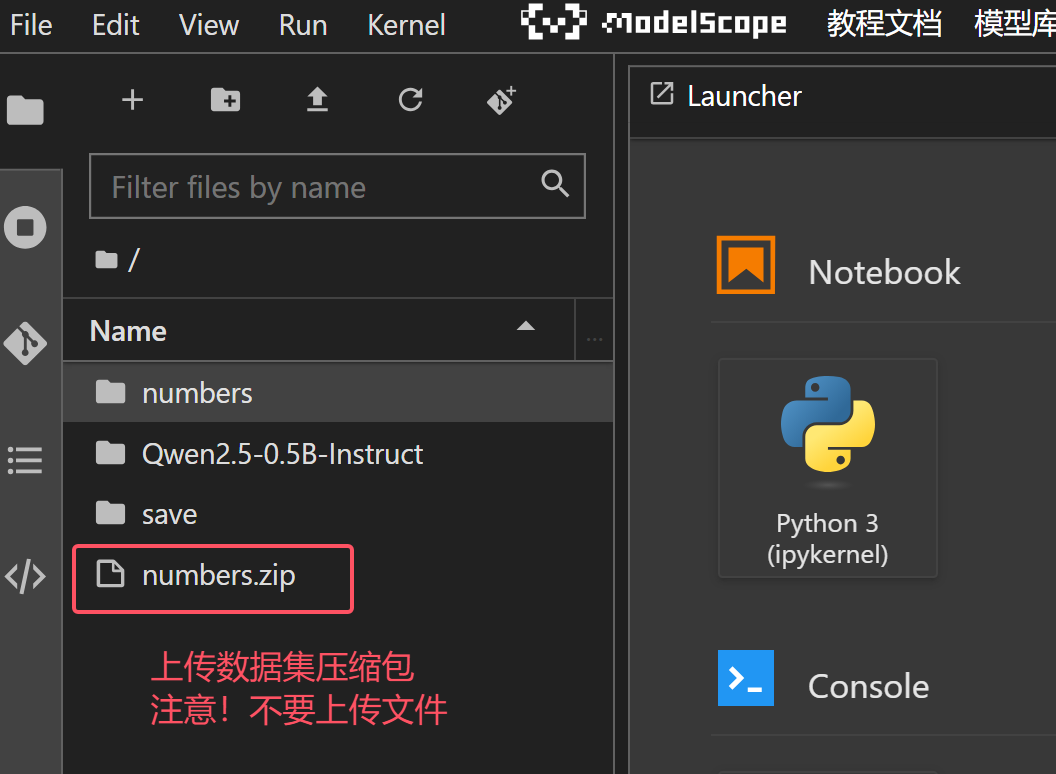 File Edit View Run Kernel ModelScope 教程文档 模型库
Launcher
Filter files by name
/
Notebook
Name
...
numbers
Qwen2.5-0.5B-Instruct
save
Python 3
(ipykernel)
numbers.zip
上传数据集压缩包
注意！不要上传文件
Console